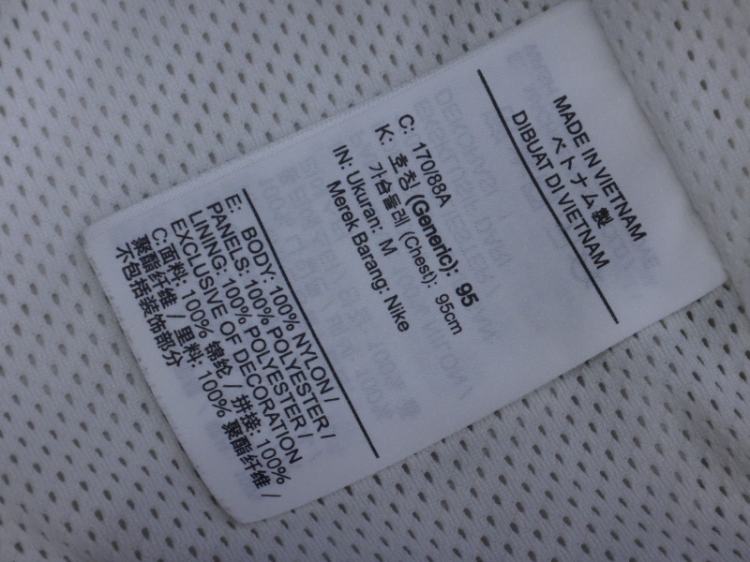 MADE IN VIETNAM
ベトナム製
DIBUAT DI VIETNAM
C: 170/88A
K: 호칭 (Generic): 95
가슴둘레 (Chest): 95cm
IN: Ukuran: M
Merek Barang: Nike
E: BODY: 100% NYLON /
PANELS: 100% POLYESTER /
LINING: 100% POLYESTER /
EXCLUSIVE OF DECORATION
C: 面料: 100% 锦纶 / 拼接: 100%
聚酯纤维 / 里料: 100% 聚酯纤维 /
不包括装饰部分